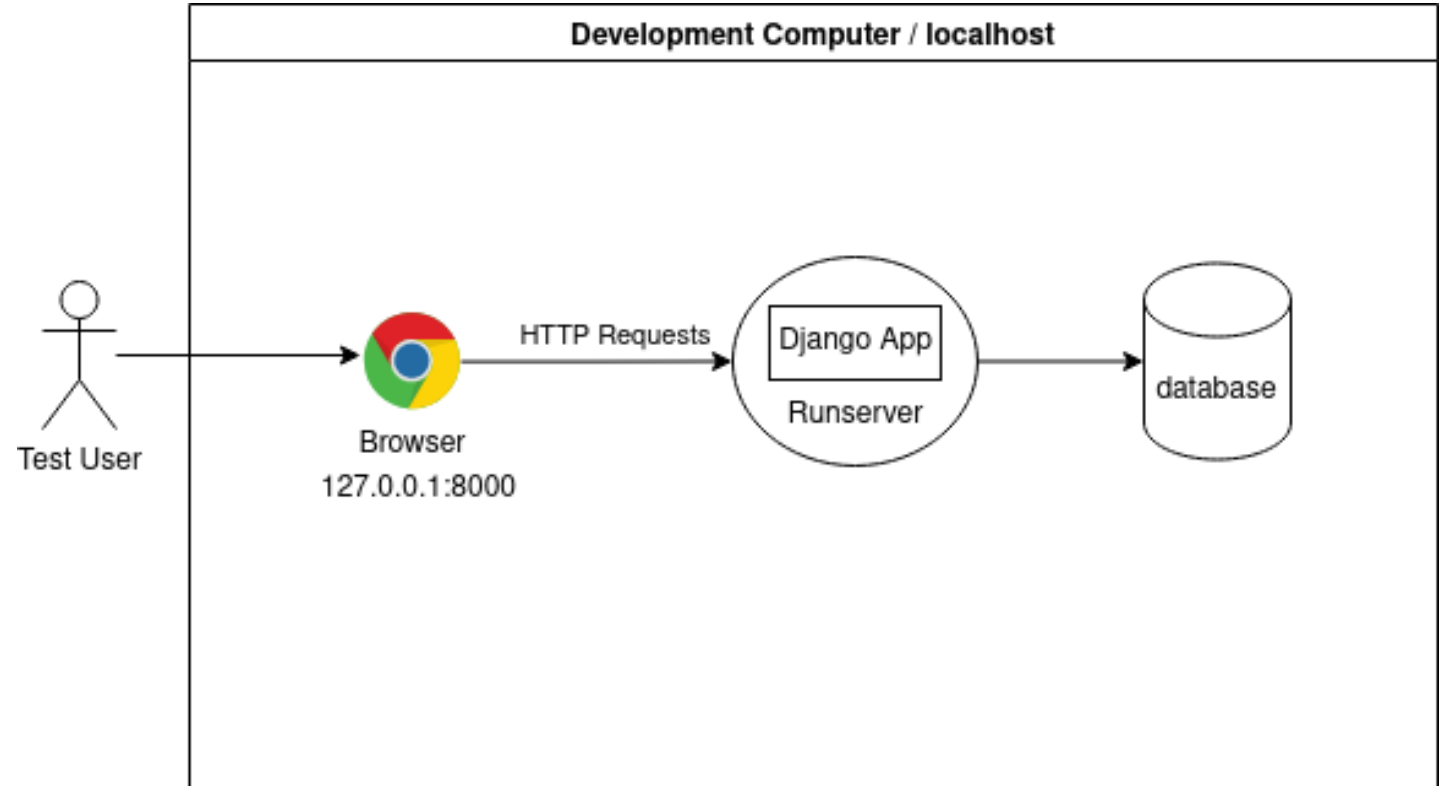 Development Computer / localhost
Test User
Browser
127.0.0.1:8000
HTTP Requests
Django App
Runserver
database